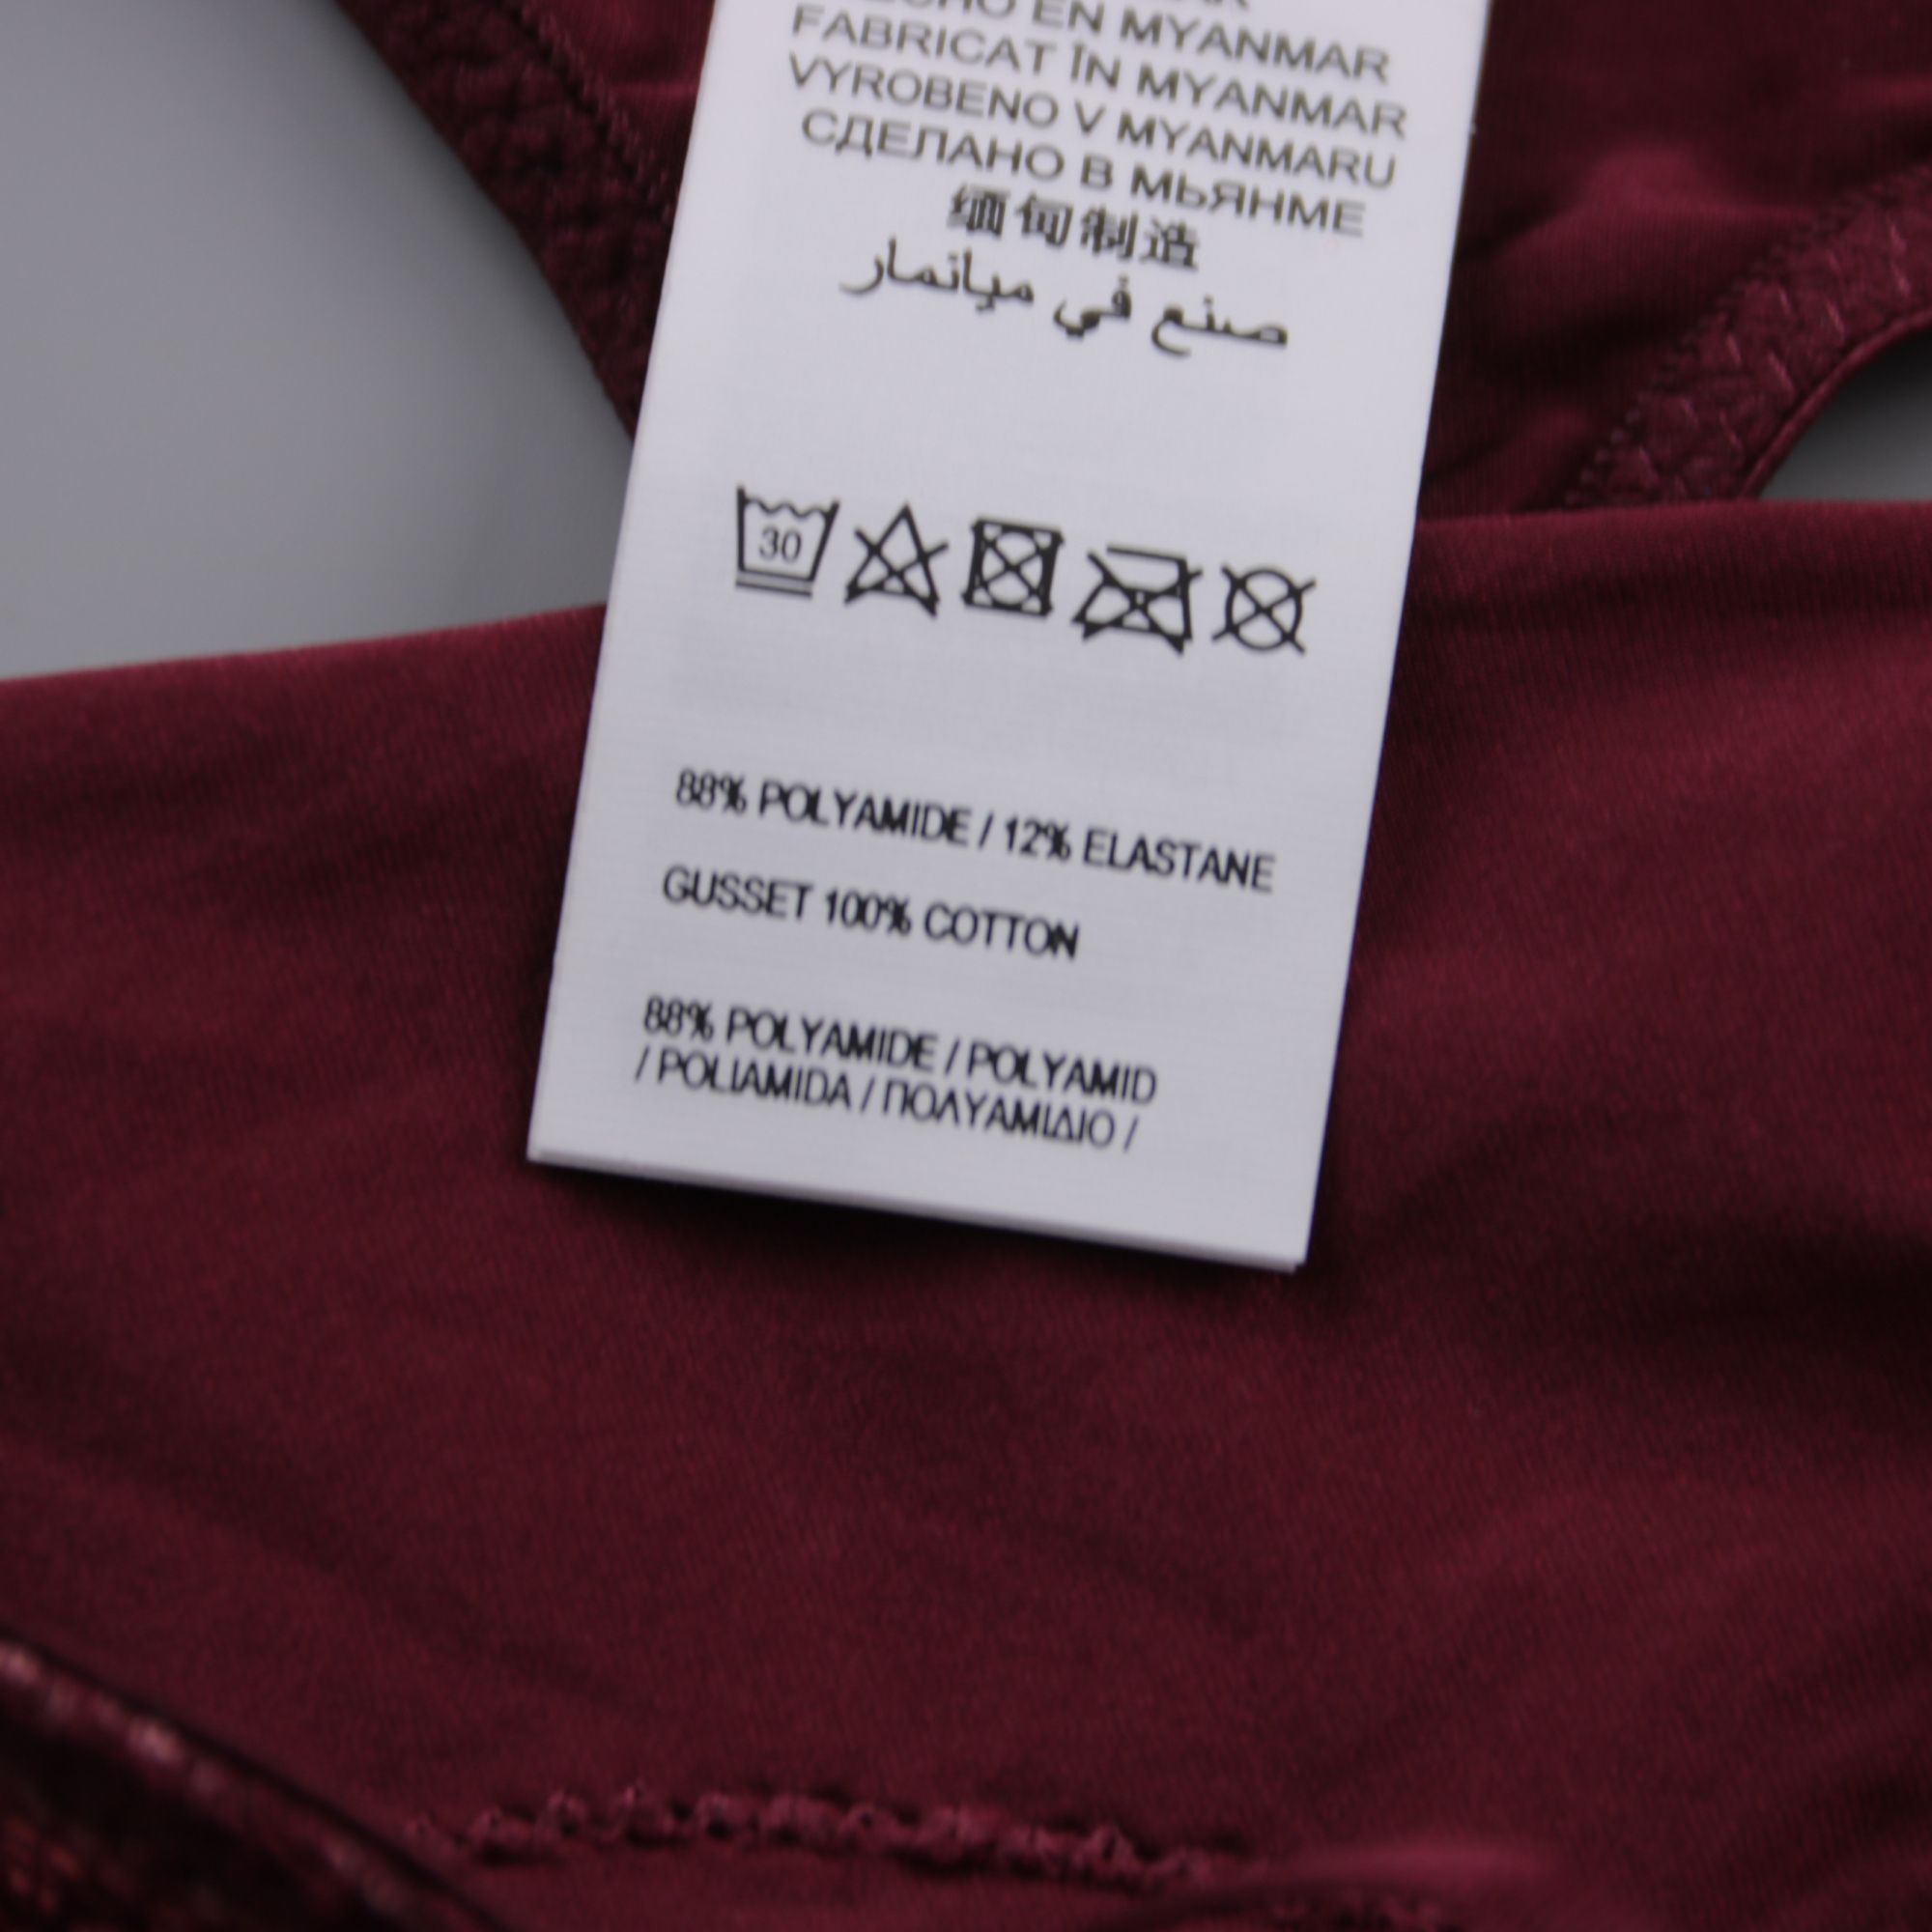 EN MYANMAR
FABRICAT ÎN MYANMAR
VYROBENO V MYANMARU
СДЕЛАНО В МЬЯНМЕ
缅甸制造
صنع في ميانمار
30
88% POLYAMIDE / 12% ELASTANE
GUSSET 100% COTTON
88% POLYAMIDE / POLYAMID
/ POLIAMIDA / ΠΟΛΥΑΜΙΔΙΟ /